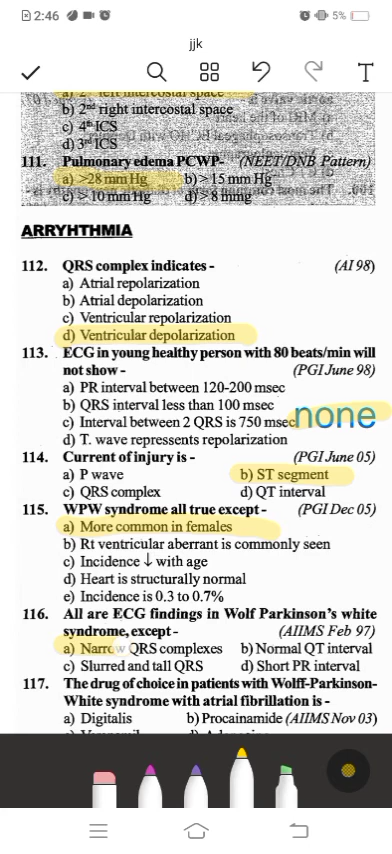 2:46
5%
jjk
T
a) 2nd left intercostal space
b) 2nd right intercostal space
c) 4th ICS
d) 3rd ICS
111. Pulmonary edema PCWP- (NEET/DNB Pattern)
a) >28 mm Hg b) > 15 mm Hg
c) > 10 mm Hg d) > 8 mmg
ARRYTHMIA
112. QRS complex indicates - (AI 98)
a) Atrial repolarization
b) Atrial depolarization
c) Ventricular repolarization
d) Ventricular depolarization
113. ECG in young healthy person with 80 beats/min will
not show - (PGI June 98)
a) PR interval between 120-200 msec
b) QRS interval less than 100 msec
c) Interval between 2 QRS is 750 msec none
d) T. wave repressents repolarization
114. Current of injury is - (PGI June 05)
a) P wave b) ST segment
c) QRS complex d) QT interval
115. WPW syndrome all true except - (PGI Dec 05)
a) More common in females
b) Rt ventricular aberrant is commonly seen
c) Incidence ↓ with age
d) Heart is structurally normal
e) Incidence is 0.3 to 0.7%
116. All are ECG findings in Wolf Parkinson's white
syndrome, except - (AIIMS Feb 97)
a) Narrow QRS complexes b) Normal QT interval
c) Slurred and tall QRS d) Short PR interval
117. The drug of choice in patients with Wolff-Parkinson-
White syndrome with atrial fibrillation is -
a) Digitalis b) Procainamide (AIIMS Nov 03)